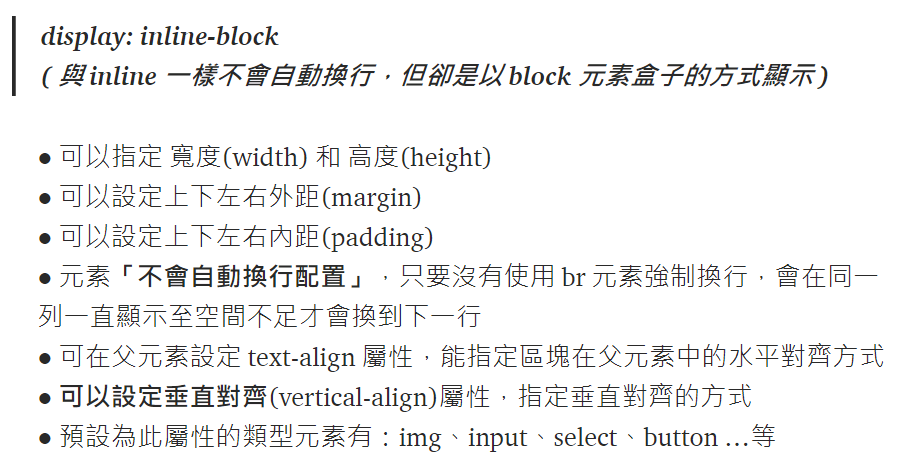 display: inline-block
( 與 inline 一樣不會自動換行，但卻是以 block 元素盒子的方式顯示 )
● 可以指定 寬度(width) 和 高度(height)
● 可以設定上下左右外距(margin)
● 可以設定上下左右內距(padding)
● 元素「不會自動換行配置」，只要沒有使用 br 元素強制換行，會在同一
列一直顯示至空間不足才會換到下一行
● 可在父元素設定 text-align 屬性，能指定區塊在父元素中的水平對齊方式
● 可以設定垂直對齊(vertical-align)屬性，指定垂直對齊的方式
● 預設為此屬性的類型元素有：img、input、select、button …等